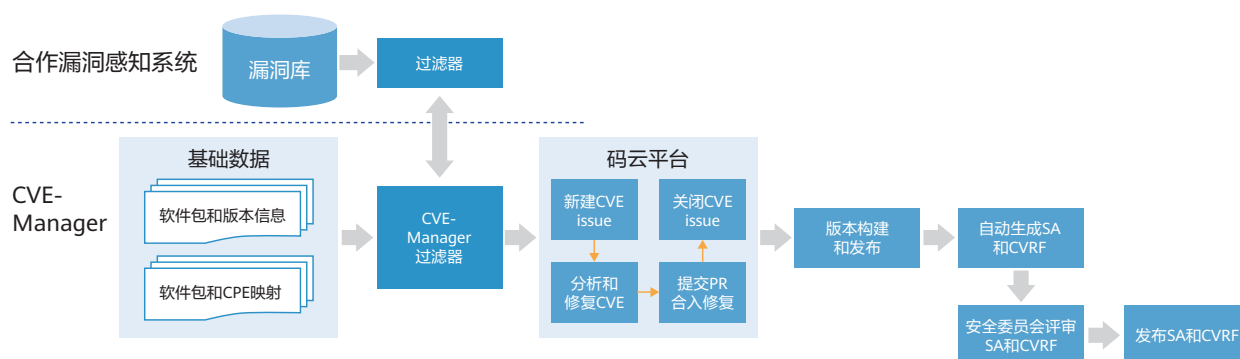 合作漏洞感知系统
漏洞库
过滤器
CVE-
Manager
基础数据
软件包和版本信息
软件包和CPE映射
CVE-
Manager
过滤器
码云平台
新建CVE
issue
关闭CVE
issue
分析和
修复CVE
提交PR
合入修复
版本构建
和发布
自动生成SA
和CVRF
安全委员会评审
SA和CVRF
发布SA和CVRF